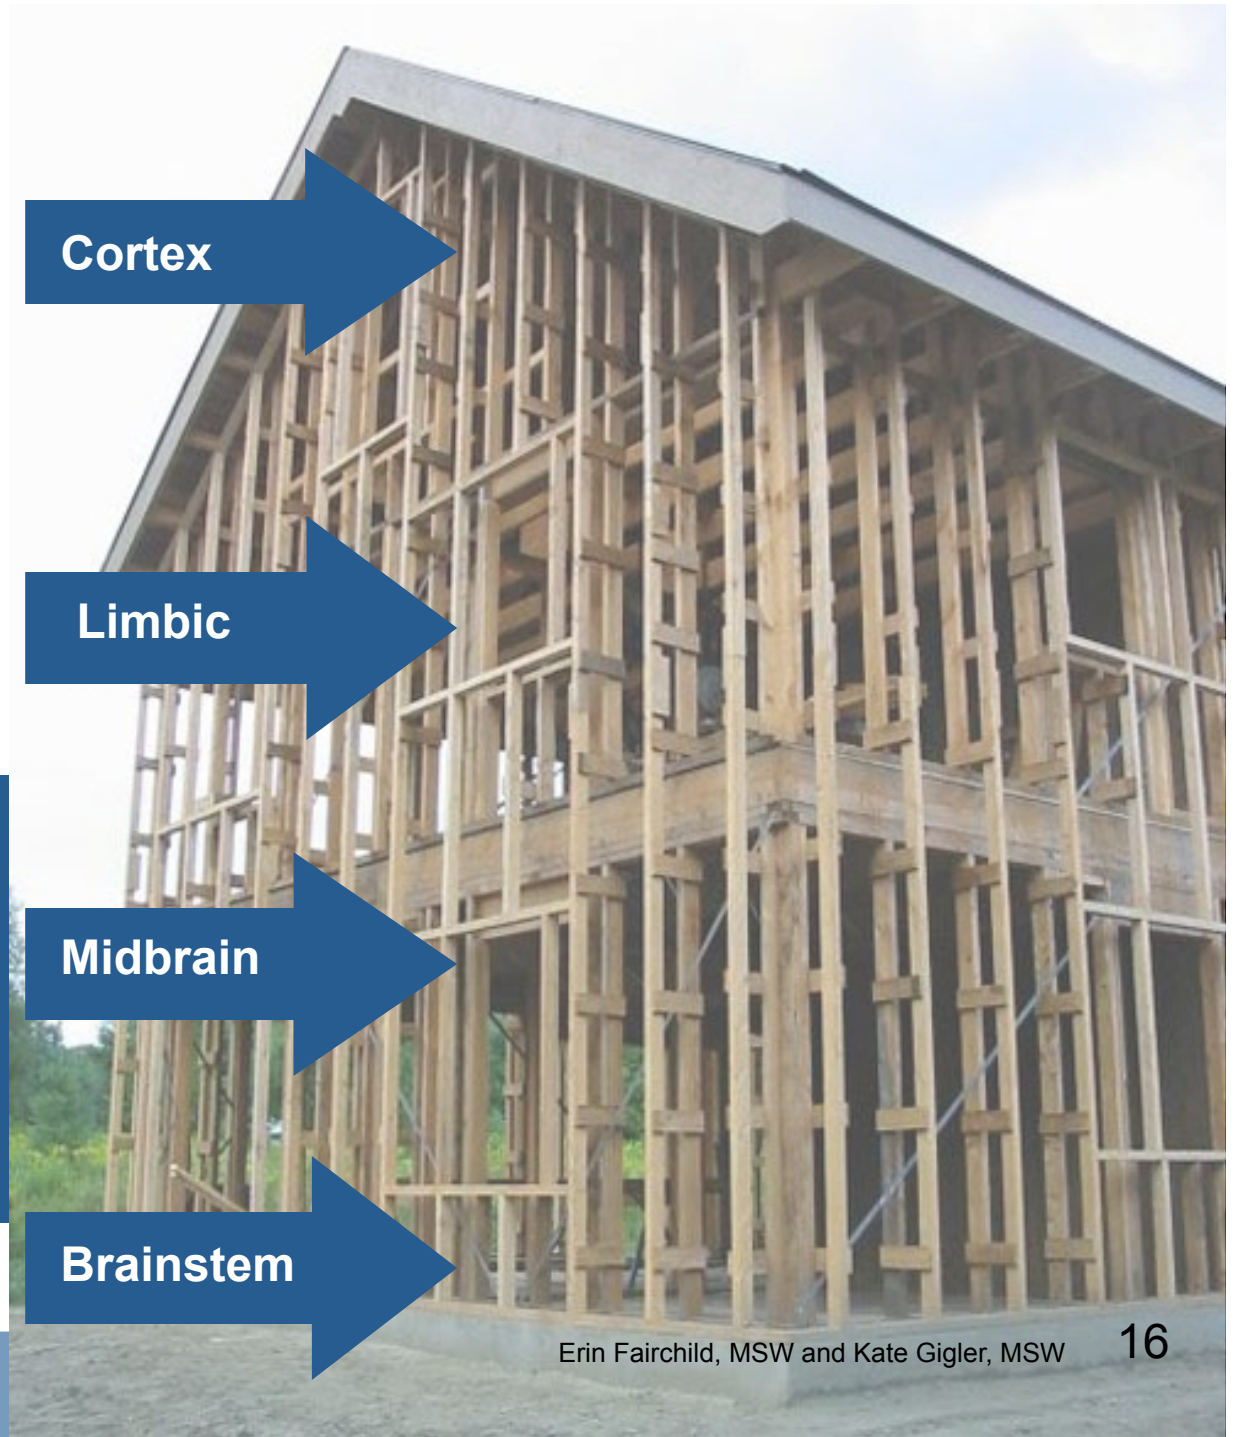 Cortex
Limbic
Midbrain
Brainstem
Erin Fairchild, MSW and Kate Gigler, MSW 16